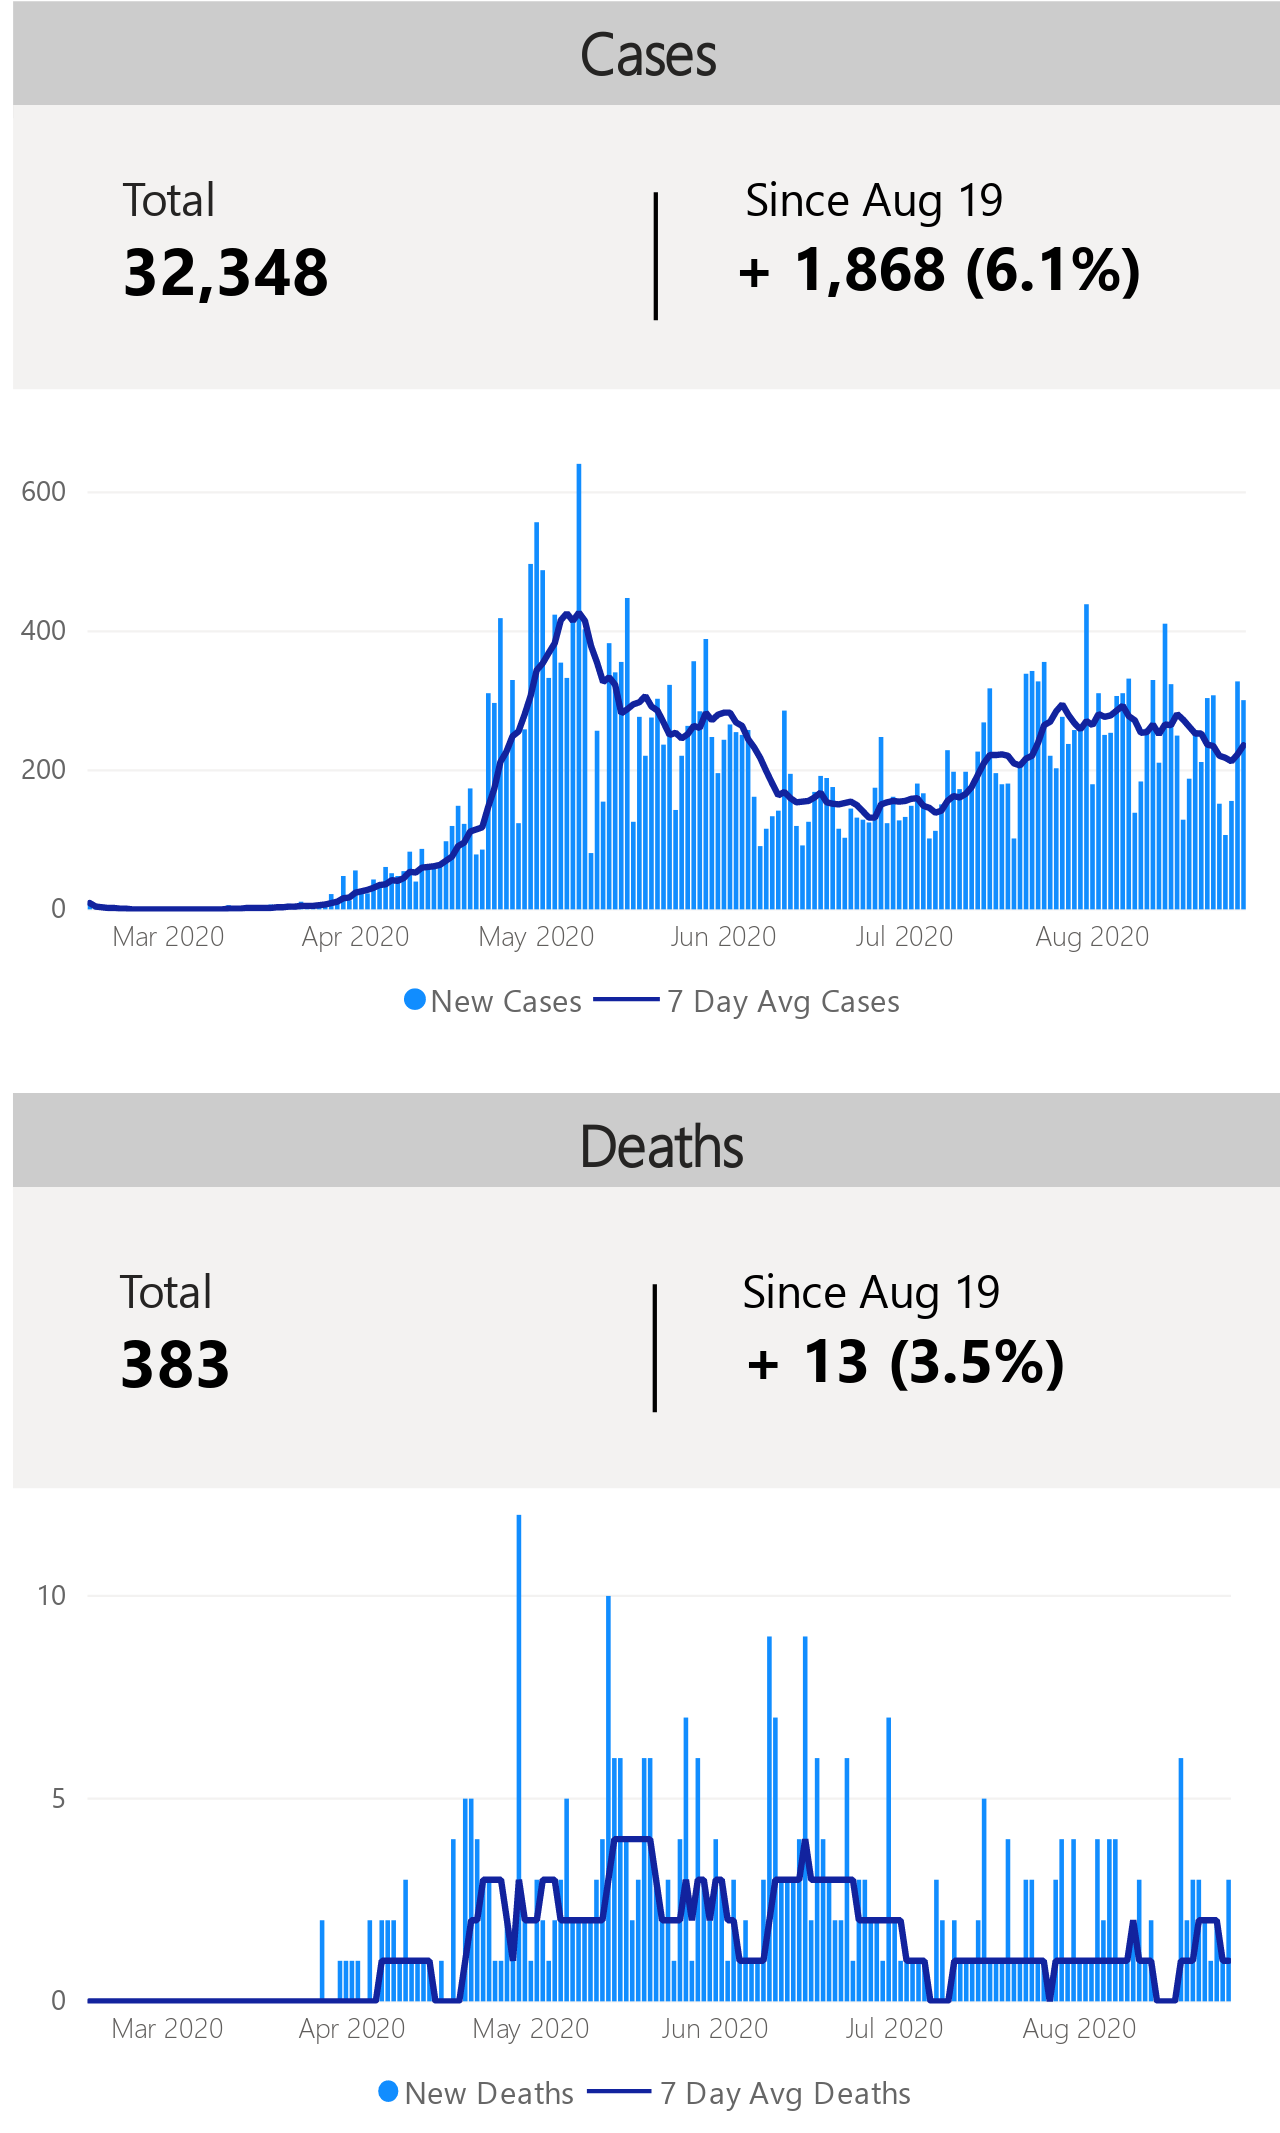 Cases
Total
Since Aug 19
32,348
+ 1,868 (6.1%)
600
400
200
0
Mar 2020
Apr 2020
May 2020
Jun 2020
Jul 2020
Aug 2020
New Cases
7 Day Avg Cases
Deaths
Total
Since Aug 19
383
+ 13 (3.5%)
10
5
0
Mar 2020
Apr 2020
May 2020
Jun 2020
Jul 2020
Aug 2020
New Deaths
7 Day Avg Deaths